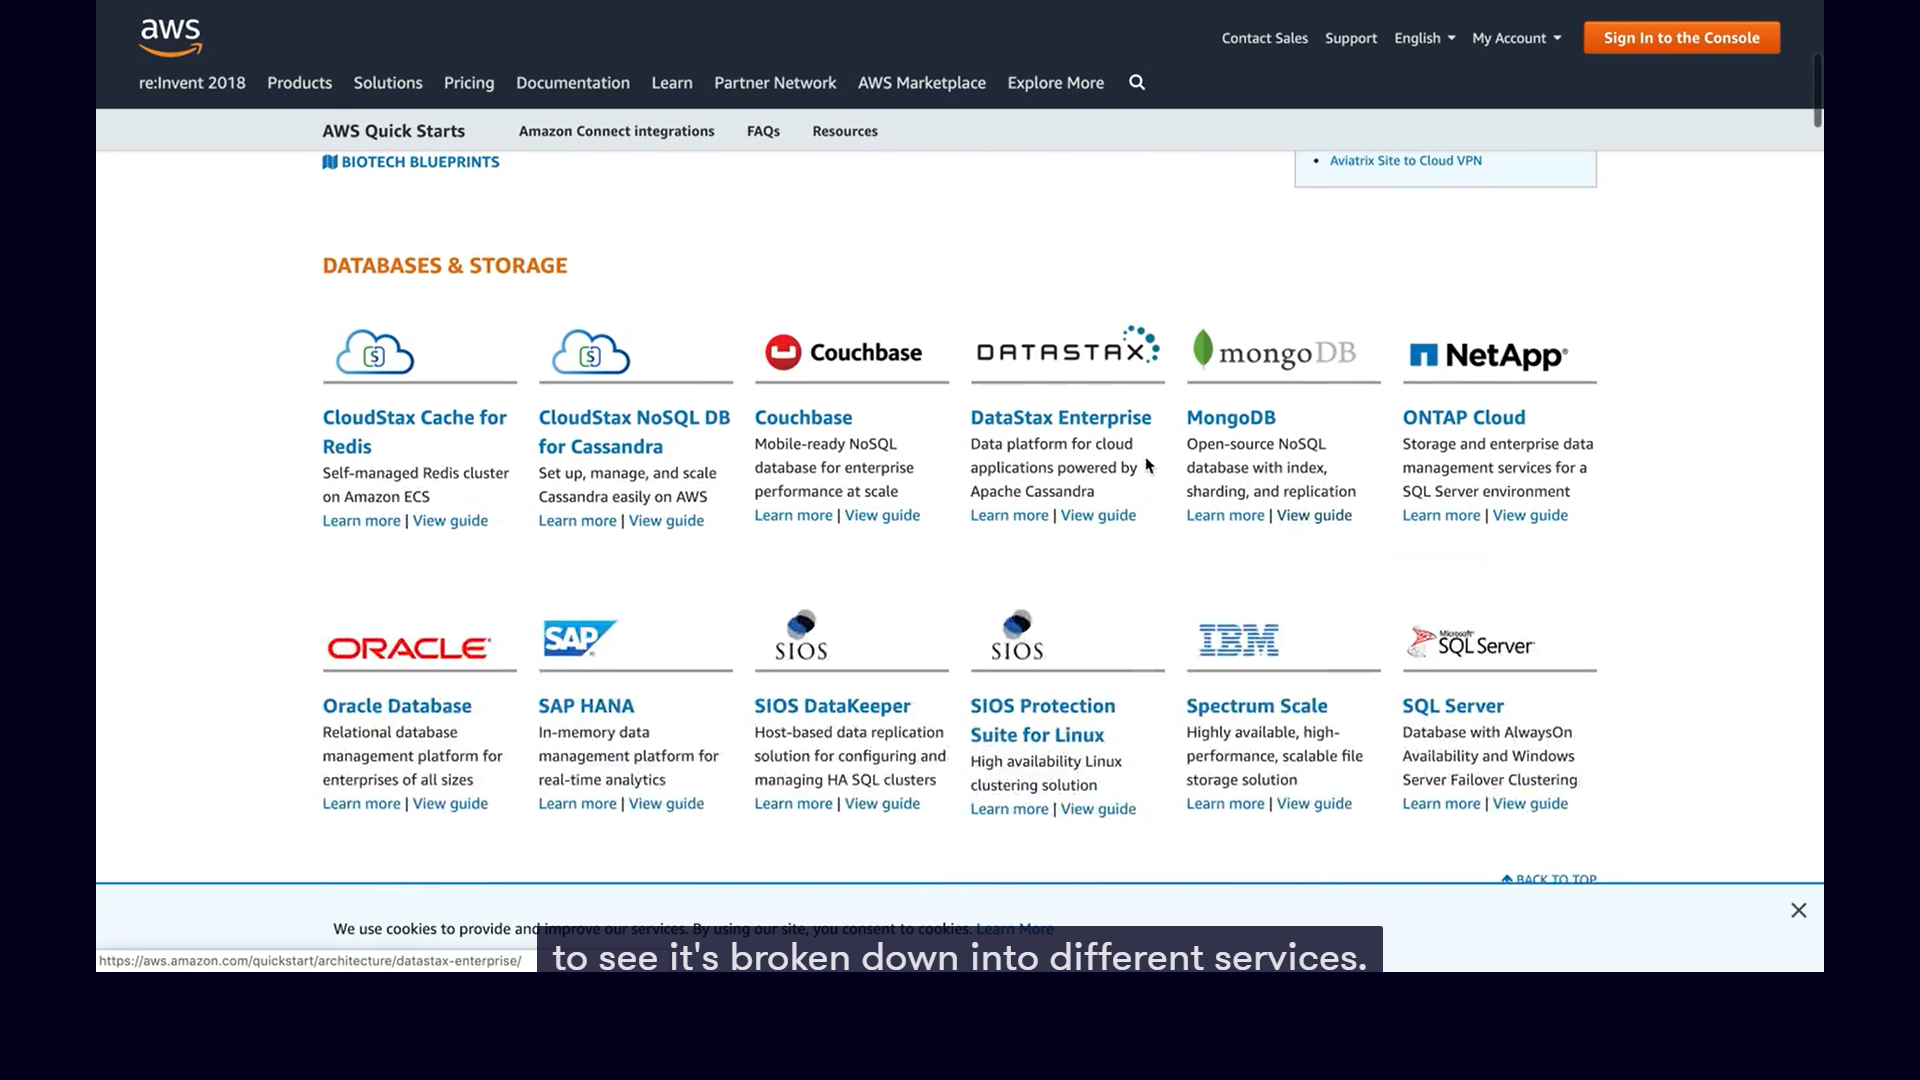 aws
Contact Sales Support English My Account Sign In to the Console
re:Invent 2018 Products Solutions Pricing Documentation Learn Partner Network AWS Marketplace Explore More
AWS Quick Starts Amazon Connect integrations FAQs Resources
BIOTECH BLUEPRINTS
• Aviatrix Site to Cloud VPN
DATABASES & STORAGE
Couchbase
DATASTAX
mongoDB
NetApp
CloudStax Cache for
Redis
Self-managed Redis cluster
on Amazon ECS
Learn more | View guide
CloudStax NoSQL DB
for Cassandra
Set up, manage, and scale
Cassandra easily on AWS
Learn more | View guide
Couchbase
Mobile-ready NoSQL
database for enterprise
performance at scale
Learn more | View guide
DataStax Enterprise
Data platform for cloud
applications powered by
Apache Cassandra
Learn more | View guide
MongoDB
Open-source NoSQL
database with index,
sharding, and replication
Learn more | View guide
ONTAP Cloud
Storage and enterprise data
management services for a
SQL Server environment
Learn more | View guide
ORACLE
SAP
SIOS
SIOS
IBM
Microsoft
SQL Server
Oracle Database
Relational database
management platform for
enterprises of all sizes
Learn more | View guide
SAP HANA
In-memory data
management platform for
real-time analytics
Learn more | View guide
SIOS DataKeeper
Host-based data replication
solution for configuring and
managing HA SQL clusters
Learn more | View guide
SIOS Protection
Suite for Linux
High availability Linux
clustering solution
Learn more | View guide
Spectrum Scale
Highly available, high-
performance, scalable file
storage solution
Learn more | View guide
SQL Server
Database with AlwaysOn
Availability and Windows
Server Failover Clustering
Learn more | View guide
BACK TO TOP
We use cookies to provide and improve our services. By using our site, you consent to cookies. Learn More
https://aws.amazon.com/quickstart/architecture/datastax-enterprise/
to see it's broken down into different services.